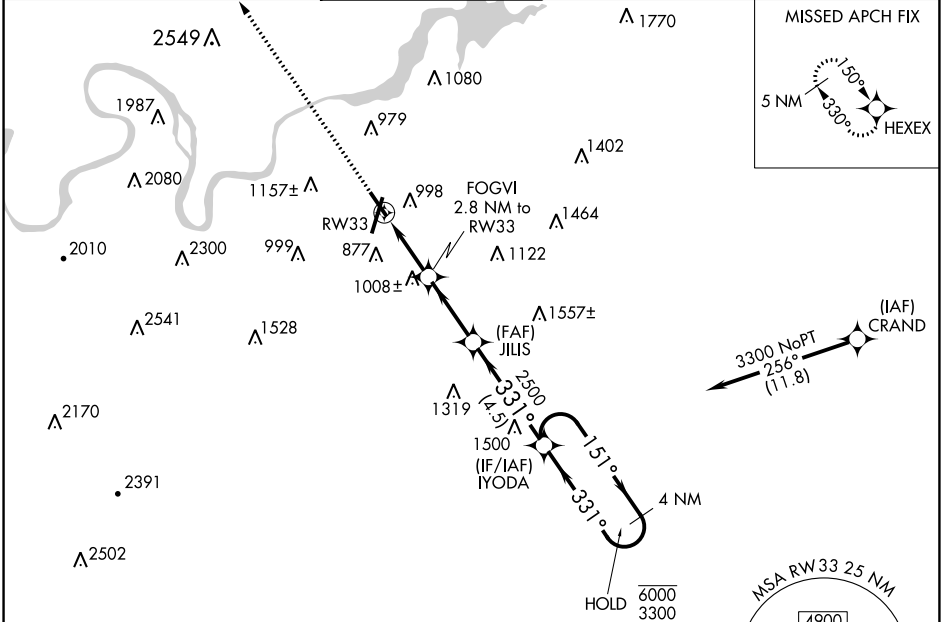 2549
1770
MISSED APCH FIX
150°
5 NM
330°
HEXEX
1080
1987
979
1402
2080
1157±
998
FOGVI
2.8 NM to
RW33
1464
RW33
2010
2300
999
877
1122
1008±
2541
1528
1557±
(FAF)
JILIS
(IAF)
CRAND
3300 NoPT
256°
(11.8)
2500
331°
(4.5)
1319
2170
1500
(IF/IAF)
IYODA
151°
331°
4 NM
2391
2502
HOLD
6000
3300
MSA RW33 25 NM
4900